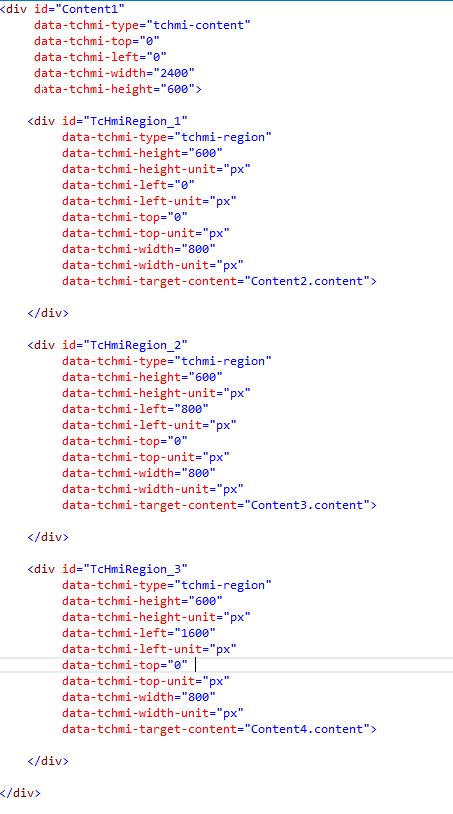 <div id="Content1"
data-tchmi-type="tchmi-content"
data-tchmi-top="0"
data-tchmi-left="0"
data-tchmi-width="2400"
data-tchmi-height="600">
<div id="TcHmiRegion_1"
data-tchmi-type="tchmi-region"
data-tchmi-height="600"
data-tchmi-height-unit="px"
data-tchmi-left="0"
data-tchmi-left-unit="px"
data-tchmi-top="0"
data-tchmi-top-unit="px"
data-tchmi-width="800"
data-tchmi-width-unit="px"
data-tchmi-target-content="Content2.content">
</div>
<div id="TcHmiRegion_2"
data-tchmi-type="tchmi-region"
data-tchmi-height="600"
data-tchmi-height-unit="px"
data-tchmi-left="800"
data-tchmi-left-unit="px"
data-tchmi-top="0"
data-tchmi-top-unit="px"
data-tchmi-width="800"
data-tchmi-width-unit="px"
data-tchmi-target-content="Content3.content">
</div>
<div id="TcHmiRegion_3"
data-tchmi-type="tchmi-region"
data-tchmi-height="600"
data-tchmi-height-unit="px"
data-tchmi-left="1600"
data-tchmi-left-unit="px"
data-tchmi-top="0"
data-tchmi-top-unit="px"
data-tchmi-width="800"
data-tchmi-width-unit="px"
data-tchmi-target-content="Content4.content">
</div>
</div>